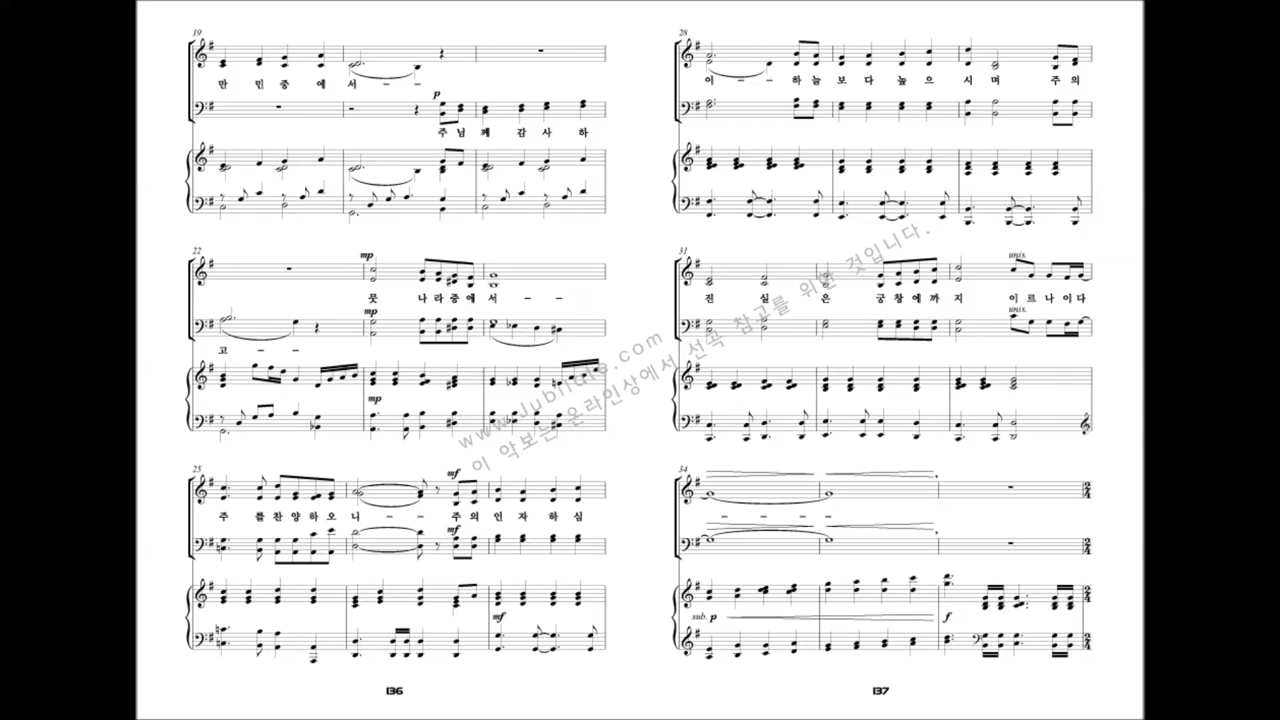 19
만 민 중 에 서 - -
p
주 님 께 감 사 하
22
mp
뭇 나 라 중 에 서 - -
mp
고 - -
mp
25
mf
주 를 찬 양 하 오 니 - - 주 의 인 자 하 심
mf
mf
136
28
이 - - 하 늘 보 다 높 으 시 며 주 의
31
unis.
진 실 은 궁 창 에 까 지 이 르 나 이 다
unis.
34
- - - -
sub. p
f
137
www.jubilate.com
이 악보는 온라인상에서 선곡 참고를 위한 것입니다.